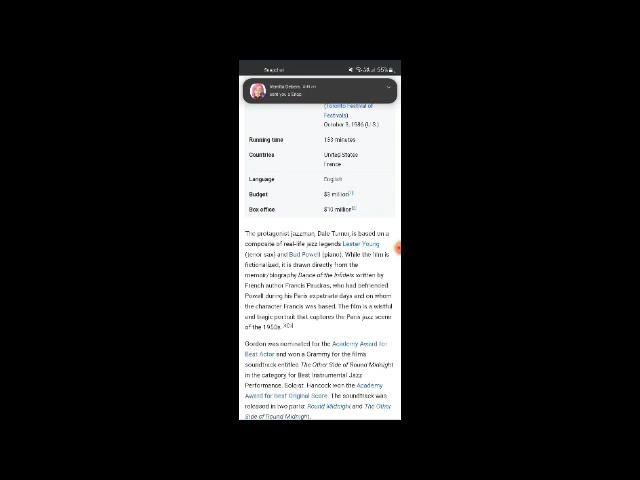 Snapchat
55%
sent you a Snap
(Toronto Festival of
Festivals)
October 3, 1986 (U.S.)
Running time 133 minutes
Countries United States
France
Language English
Budget $3 million[1]
Box office $10 million[2]
The protagonist jazzman, Dale Turner, is based on a
composite of real-life jazz legends Lester Young
(tenor sax) and Bud Powell (piano). While the film is
fictionalized, it is drawn directly from the
memoir/biography Dance of the Infidels written by
French author Francis Paudras, who had befriended
Powell during his Paris expatriate days and on whom
the character Francis was based. The film is a wistful
and tragic portrait that captures the Paris jazz scene
of the 1950s.
Gordon was nominated for the Academy Award for
Best Actor and won a Grammy for the film's
soundtrack entitled The Other Side of Round Midnight
in the category for Best Instrumental Jazz
Performance, Soloist. Hancock won the Academy
Award for Best Original Score. The soundtrack was
released in two parts: Round Midnight and The Other
Side of Round Midnight.